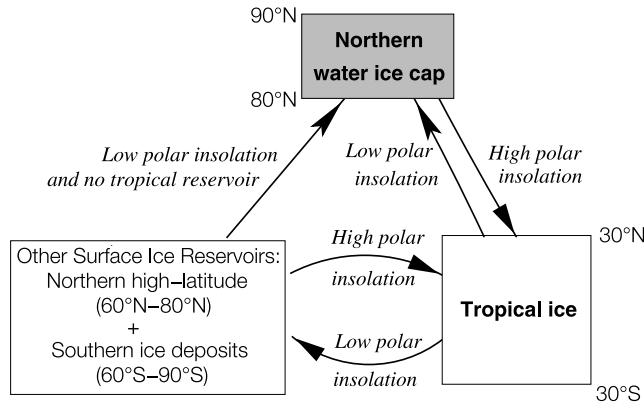 90°N
Northern
water ice cap
80°N
Low polar insolation
and no tropical reservoir
Low polar
insolation
High polar
insolation
Other Surface Ice Reservoirs:
Northern high–latitude
(60°N–80°N)
+
Southern ice deposits
(60°S–90°S)
High polar
insolation
Low polar
insolation
30°N
Tropical ice
30°S